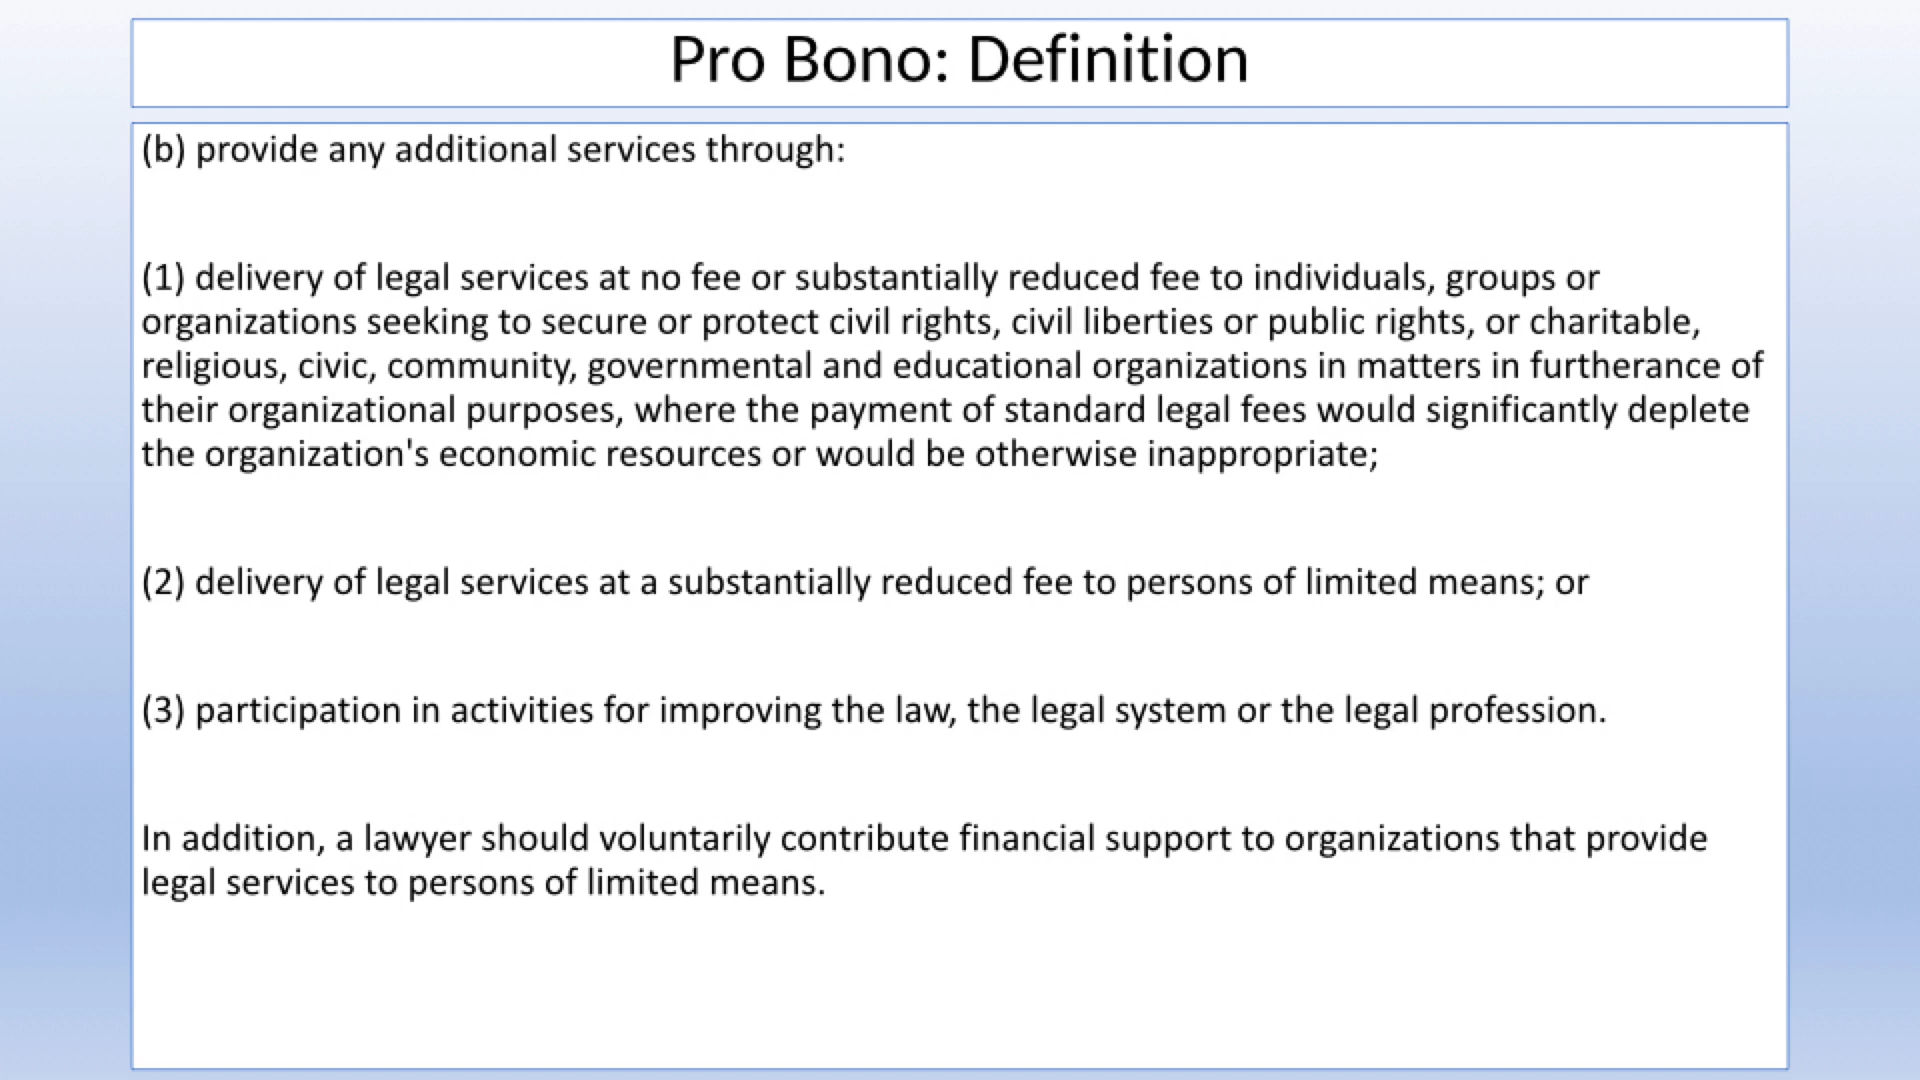 Pro Bono: Definition
(b) provide any additional services through:
(1) delivery of legal services at no fee or substantially reduced fee to individuals, groups or
organizations seeking to secure or protect civil rights, civil liberties or public rights, or charitable,
religious, civic, community, governmental and educational organizations in matters in furtherance of
their organizational purposes, where the payment of standard legal fees would significantly deplete
the organization's economic resources or would be otherwise inappropriate;
(2) delivery of legal services at a substantially reduced fee to persons of limited means; or
(3) participation in activities for improving the law, the legal system or the legal profession.
In addition, a lawyer should voluntarily contribute financial support to organizations that provide
legal services to persons of limited means.